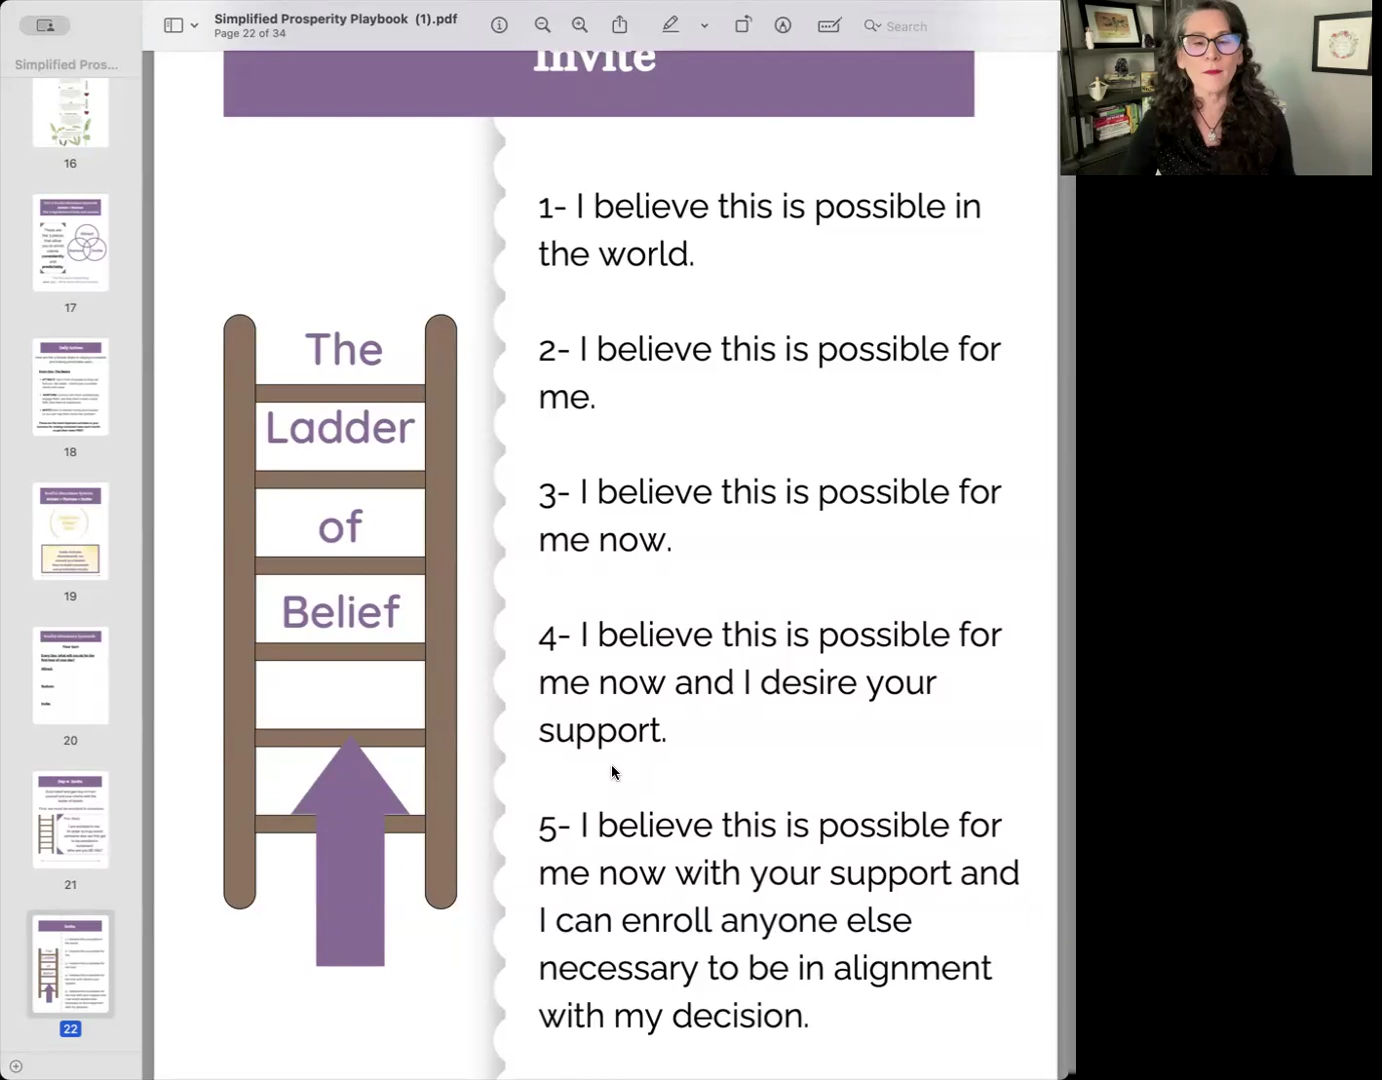 Simplified Prosperity Playbook (1).pdf
Page 22 of 34
Search
Simplified Pros...
16
17
18
19
20
21
22
Invite
The
Ladder
of
Belief
1- I believe this is possible in
the world.
2- I believe this is possible for
me.
3- I believe this is possible for
me now.
4- I believe this is possible for
me now and I desire your
support.
5- I believe this is possible for
me now with your support and
I can enroll anyone else
necessary to be in alignment
with my decision.